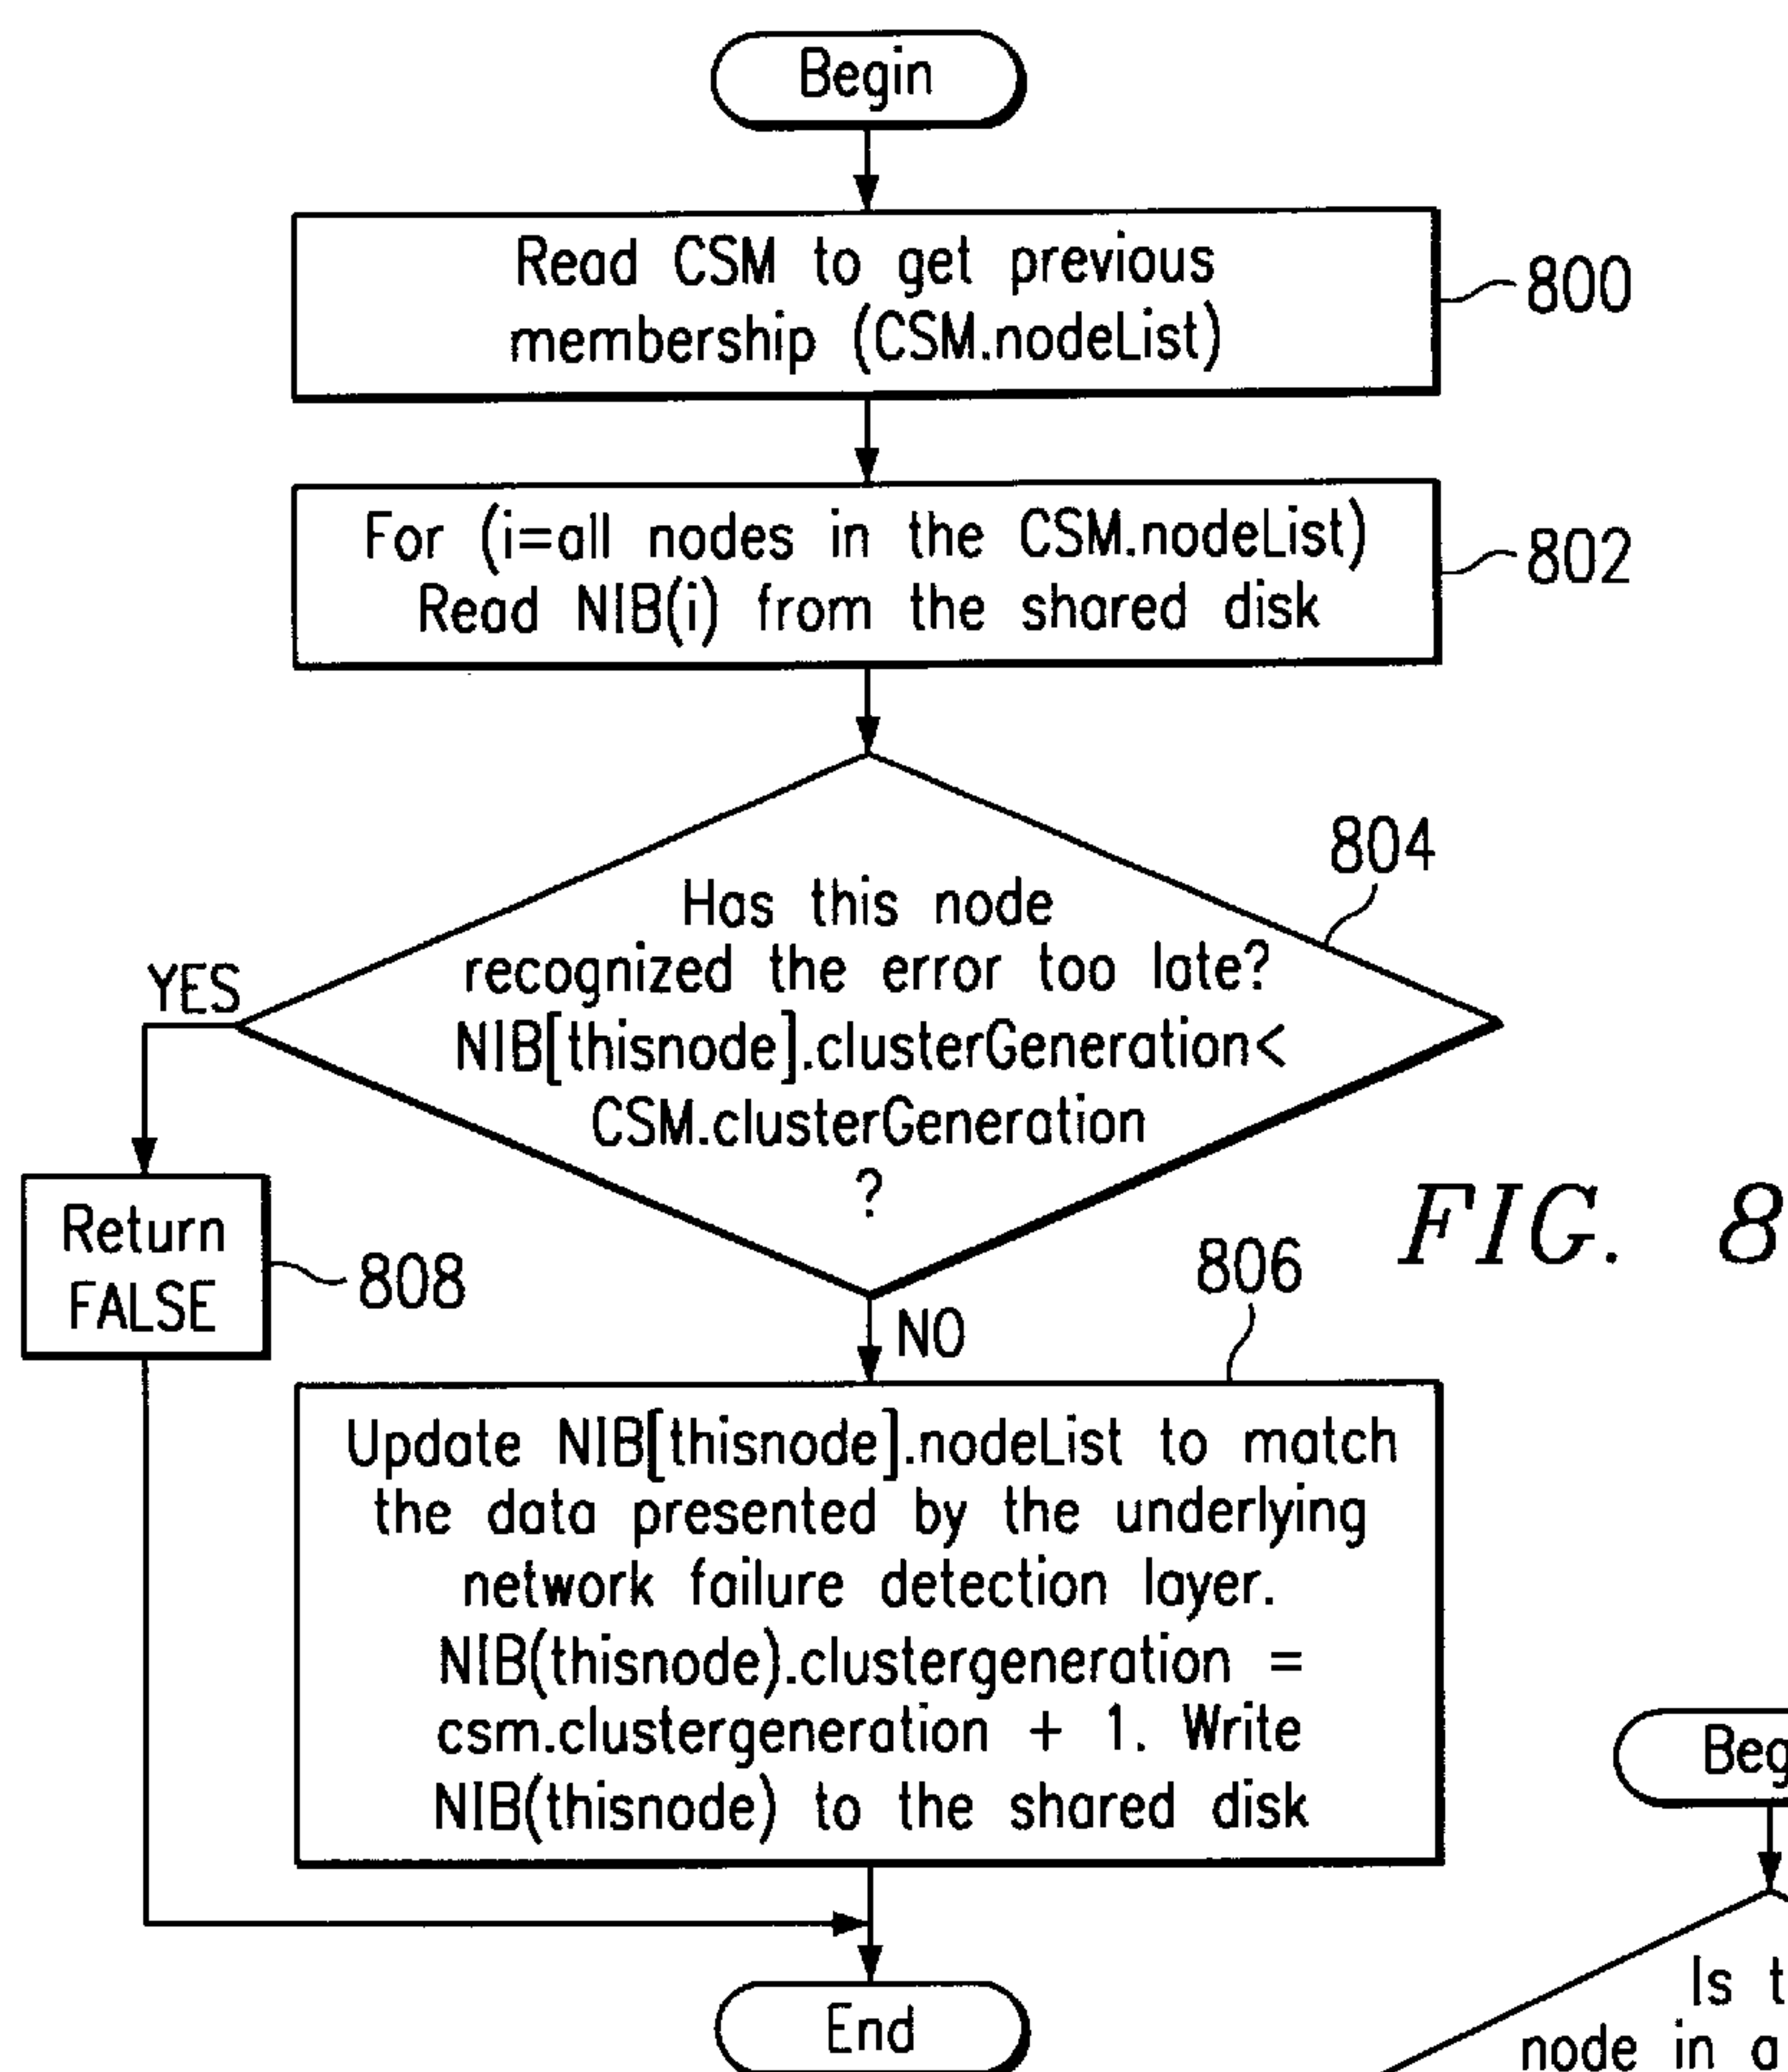 Begin
Read CSM to get previous
membership (CSM.nodeList)
800
For (i=all nodes in the CSM.nodeList)
Read NIB(i) from the shared disk
802
804
Has this node
recognized the error too late?
NIB[thisnode].clusterGeneration<
CSM.clusterGeneration
?
YES
Return
FALSE
808
NO
806
FIG. 8
Update NIB[thisnode].nodeList to match
the data presented by the underlying
network failure detection layer.
NIB(thisnode).clustergeneration =
csm.clustergeneration + 1. Write
NIB(thisnode) to the shared disk
End
Is
node in